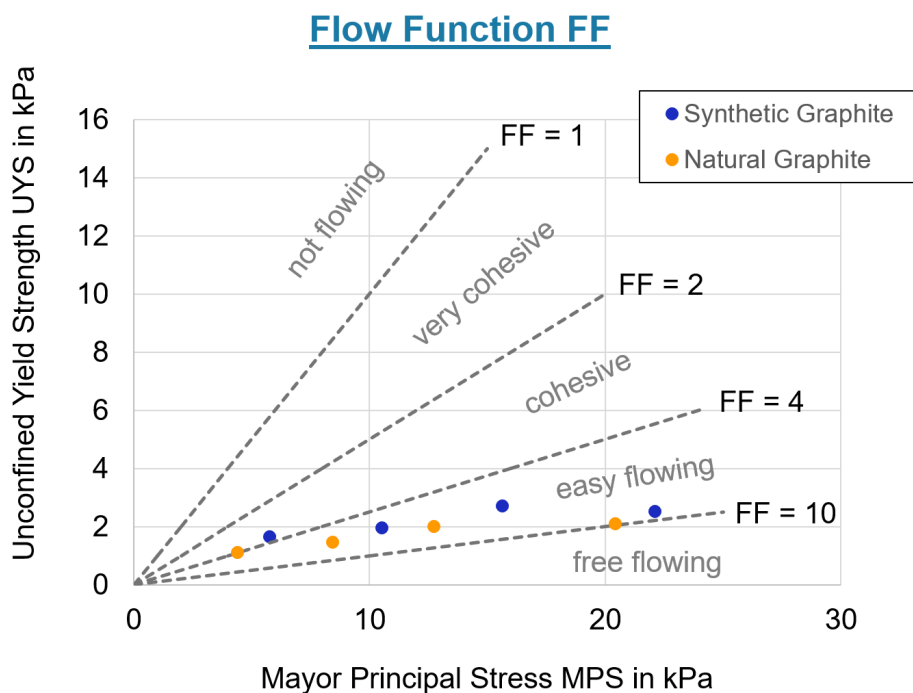 Flow Function FF
Unconfined Yield Strength UYS in kPa
16
14
12
10
8
6
4
2
0
0
10
20
30
Mayor Principal Stress MPS in kPa
Synthetic Graphite
Natural Graphite
FF = 1
FF = 2
FF = 4
FF = 10
not flowing
very cohesive
cohesive
easy flowing
free flowing